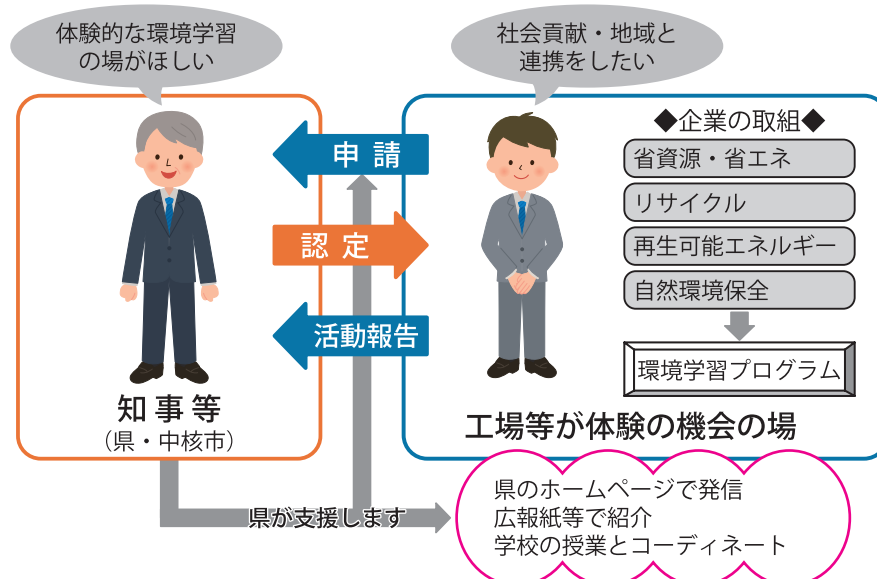 体験的な環境学習
の場がほしい
社会貢献・地域と
連携をしたい
申請
認定
活動報告
知事等
（県・中核市）
◆企業の取組◆
省資源・省エネ
リサイクル
再生可能エネルギー
自然環境保全
環境学習プログラム
工場等が体験の機会の場
県が支援します
県のホームページで発信
広報紙等で紹介
学校の授業とコーディネート